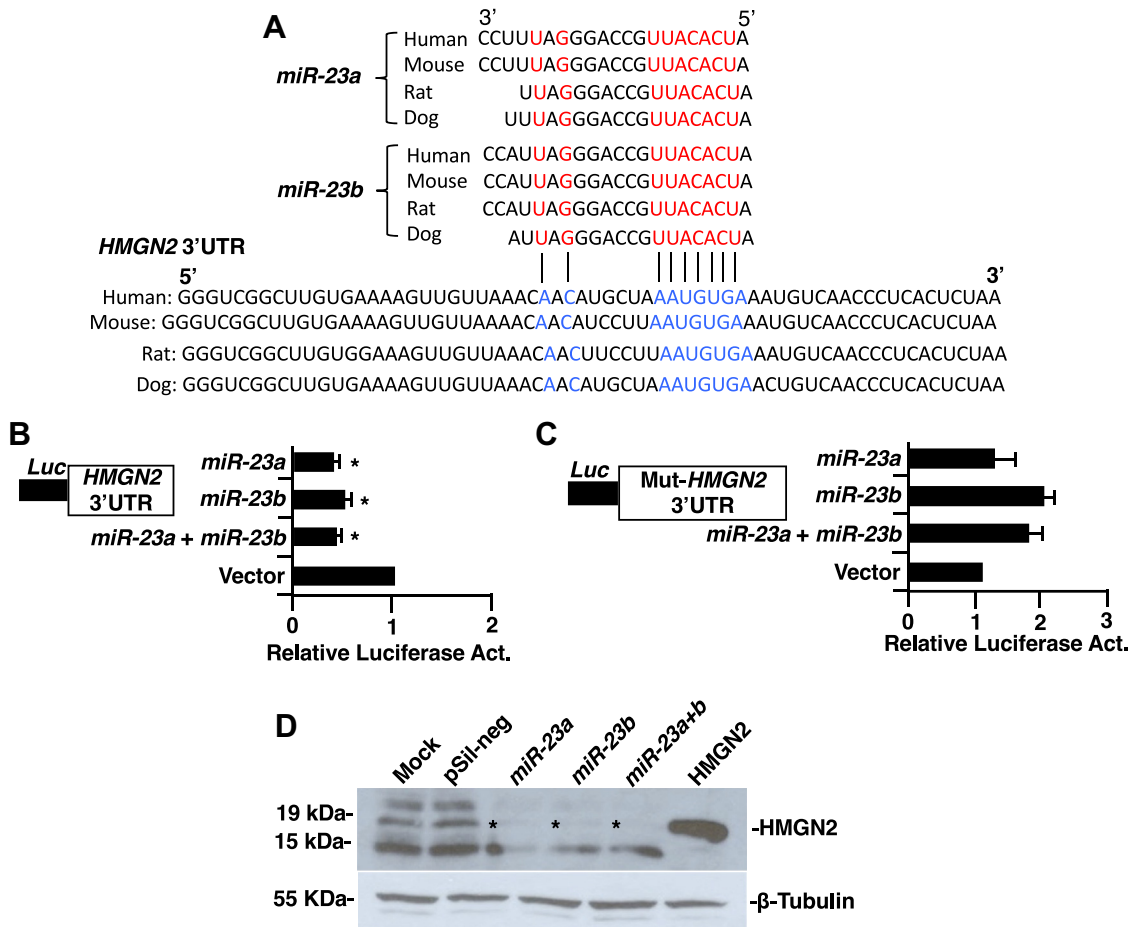 A
3' 5'
miR-23a
Human CCUUUAGGGACCGUUACACUA
Mouse CCUUUAGGGACCGUUACACUA
Rat UUAGGGACCGUUACACUA
Dog UUUAGGGACCGUUACACUA
miR-23b
Human CCAUUAGGGACCGUUACACUA
Mouse CCAUUAGGGACCGUUACACUA
Rat CCAUUAGGGACCGUUACACUA
Dog AUUAGGGACCGUUACACUA
HMGN2 3'UTR
5' 3'
Human: GGGUCGGCUUGUGAAAAGUUGUUAAACAACAUGCUAAAUGUGAAAUGUCAACCCUCACUCUAA
Mouse: GGGUCGGCUUGUGAAAAGUUGUUAAAACAACAUCCUUAAUGUGAAAUGUCAACCCUCACUCUAA
Rat: GGGUCGGCUUGUGGAAAGUUGUUAAACAACUUCCUUAAUGUGAAAUGUCAACCCUCACUCUAA
Dog: GGGUCGGCUUGUGAAAAGUUGUUAAACAACAUGCUAAAUGUGAACUGUCAACCCUCACUCUAA
B
Luc
HMGN2
3'UTR
miR-23a *
miR-23b *
miR-23a + miR-23b *
Vector
0 1 2
Relative Luciferase Act.
C
Luc
Mut-HMGN2
3'UTR
miR-23a
miR-23b
miR-23a + miR-23b
Vector
0 1 2 3
Relative Luciferase Act.
D
Mock pSil-neg miR-23a miR-23b miR-23a+b HMGN2
19 kDa-
* * *
-HMGN2
15 kDa-
55 KDa-
-β-Tubulin